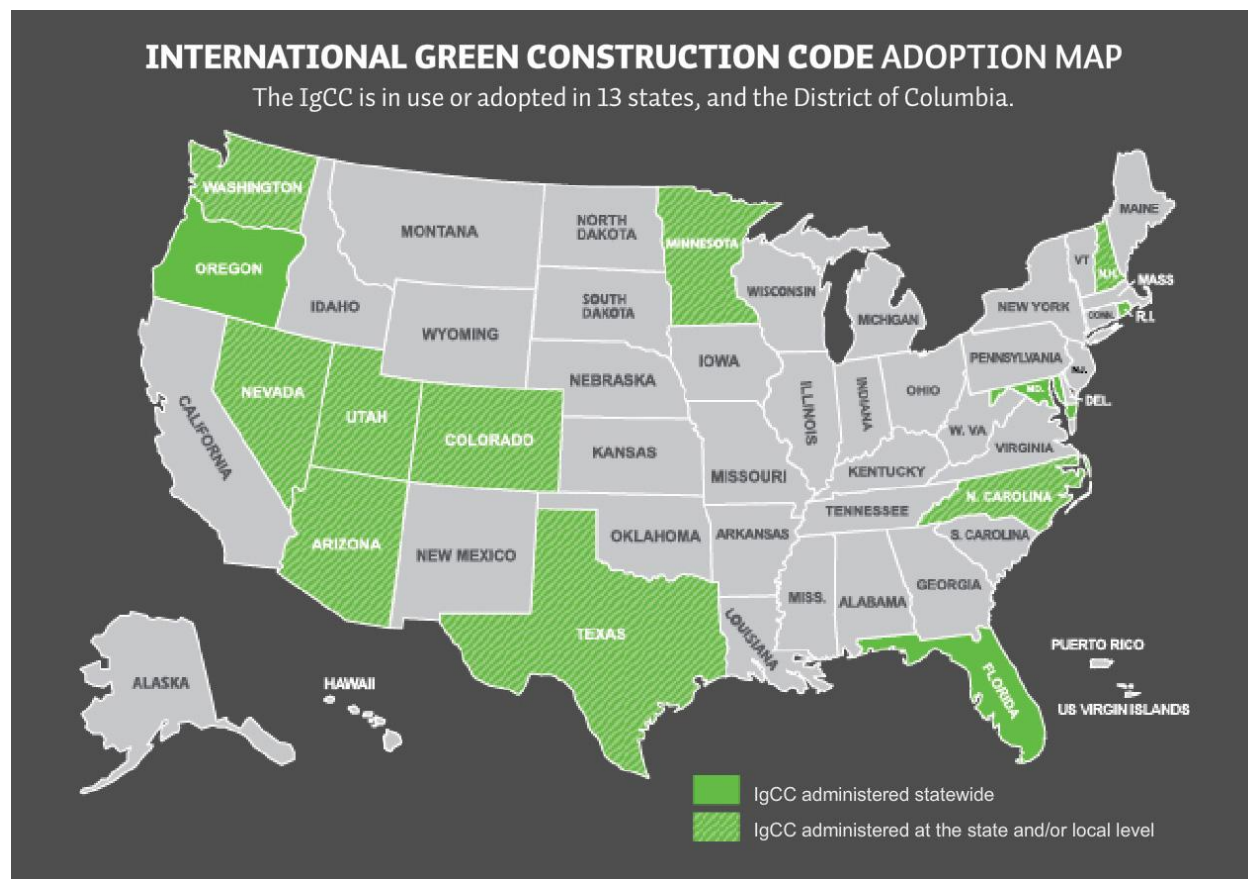 INTERNATIONAL GREEN CONSTRUCTION CODE ADOPTION MAP
The IgCC is in use or adopted in 13 states, and the District of Columbia.
WASHINGTON
OREGON
IDAHO
MONTANA
WYOMING
NORTH
DAKOTA
SOUTH
DAKOTA
MINNESOTA
WISCONSIN
MICHIGAN
MAINE
VT
N.H.
MASS
R.I.
CONN.
NEW YORK
PENNSYLVANIA
N.J.
DEL.
MD.
CALIFORNIA
NEVADA
UTAH
COLORADO
NEBRASKA
IOWA
KANSAS
MISSOURI
ILLINOIS
INDIANA
OHIO
W. VA
VIRGINIA
KENTUCKY
TENNESSEE
N. CAROLINA
S. CAROLINA
ARIZONA
NEW MEXICO
OKLAHOMA
ARKANSAS
TEXAS
LOUISIANA
MISS.
ALABAMA
GEORGIA
FLORIDA
ALASKA
HAWAII
PUERTO RICO
US VIRGIN ISLANDS
IgCC administered statewide
IgCC administered at the state and/or local level